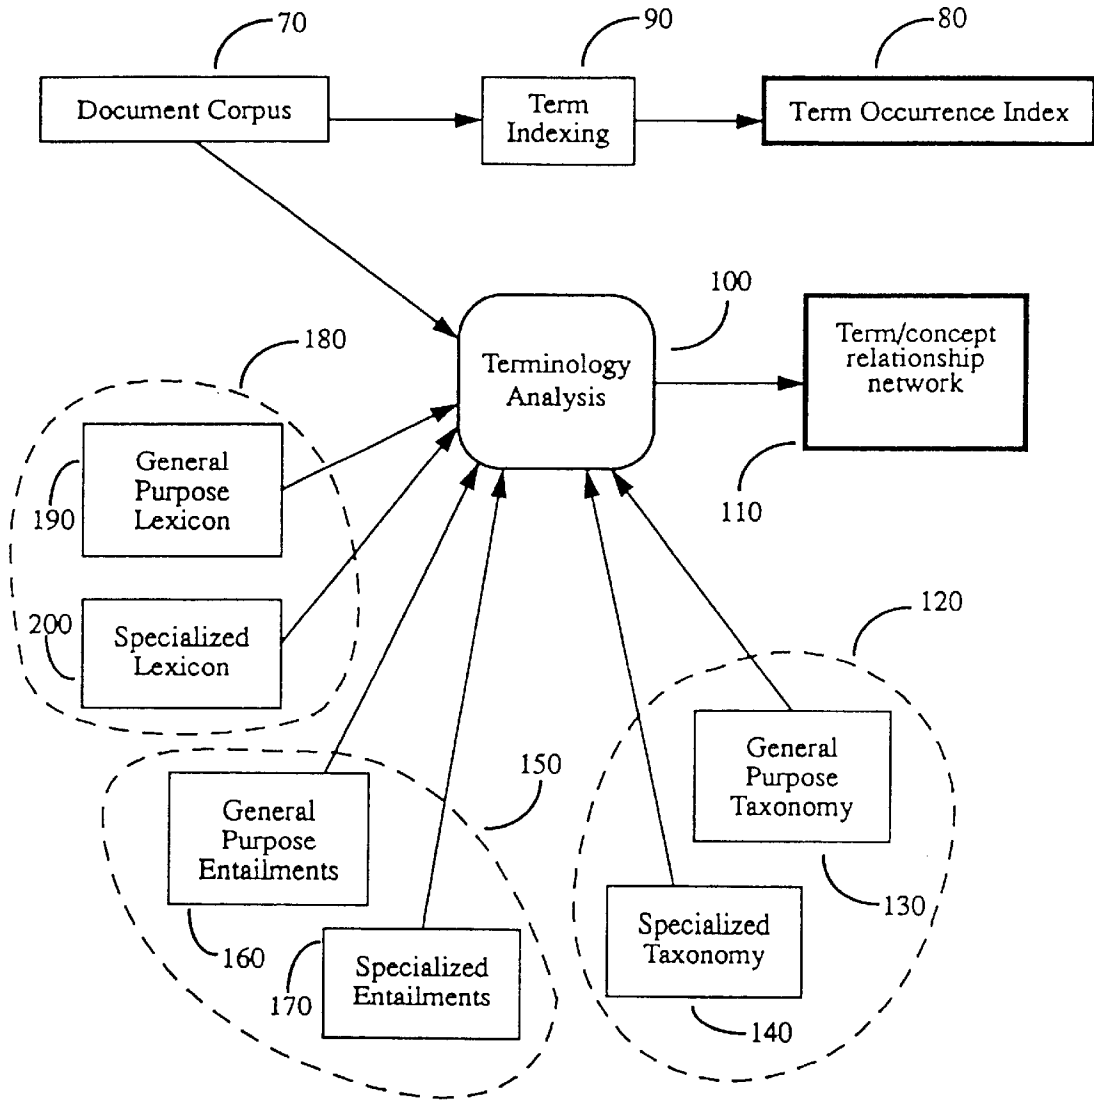 70
90
80
Document Corpus
Term
Indexing
Term Occurrence Index
100
Terminology
Analysis
Term/concept
relationship
network
110
180
General
Purpose
Lexicon
190
200
Specialized
Lexicon
120
General
Purpose
Taxonomy
130
150
General
Purpose
Entailments
160
170
Specialized
Entailments
Specialized
Taxonomy
140